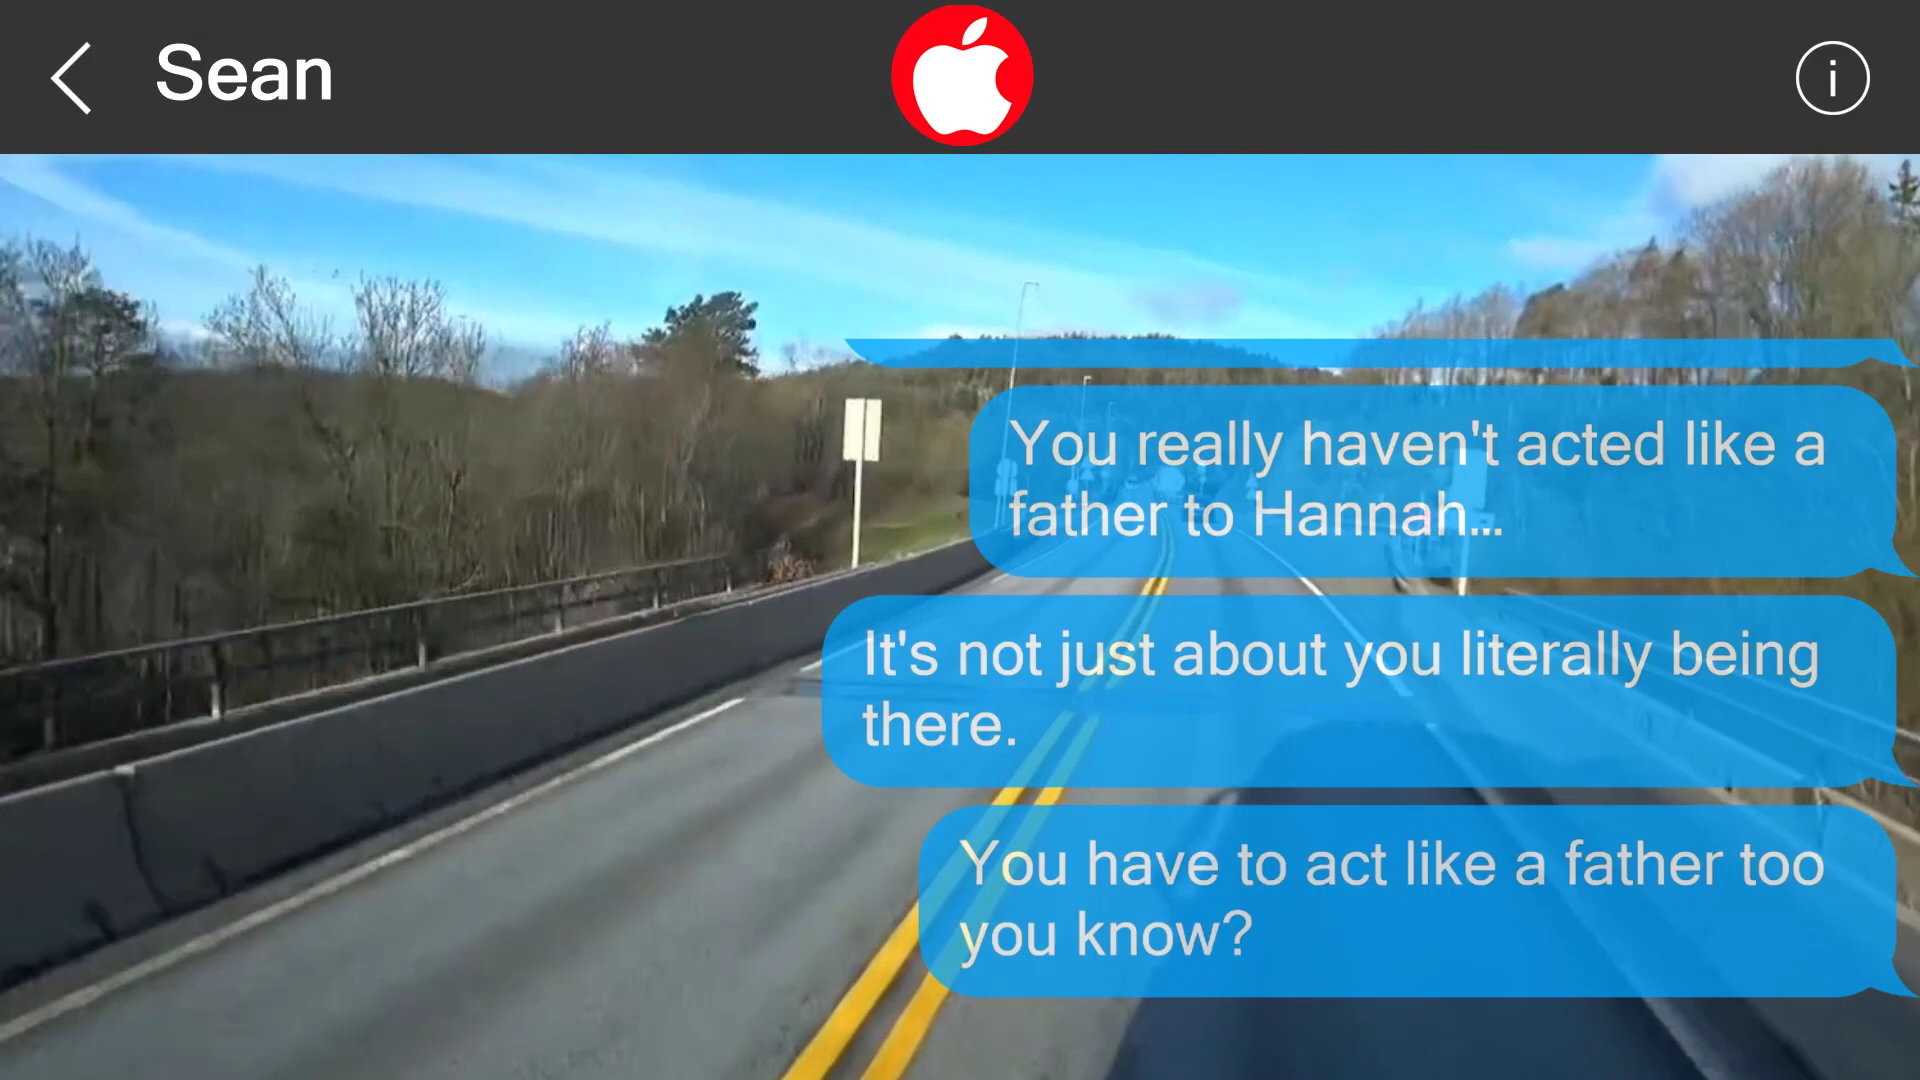 Sean
You really haven't acted like a
father to Hannah...
It's not just about you literally being
there.
You have to act like a father too
you know?